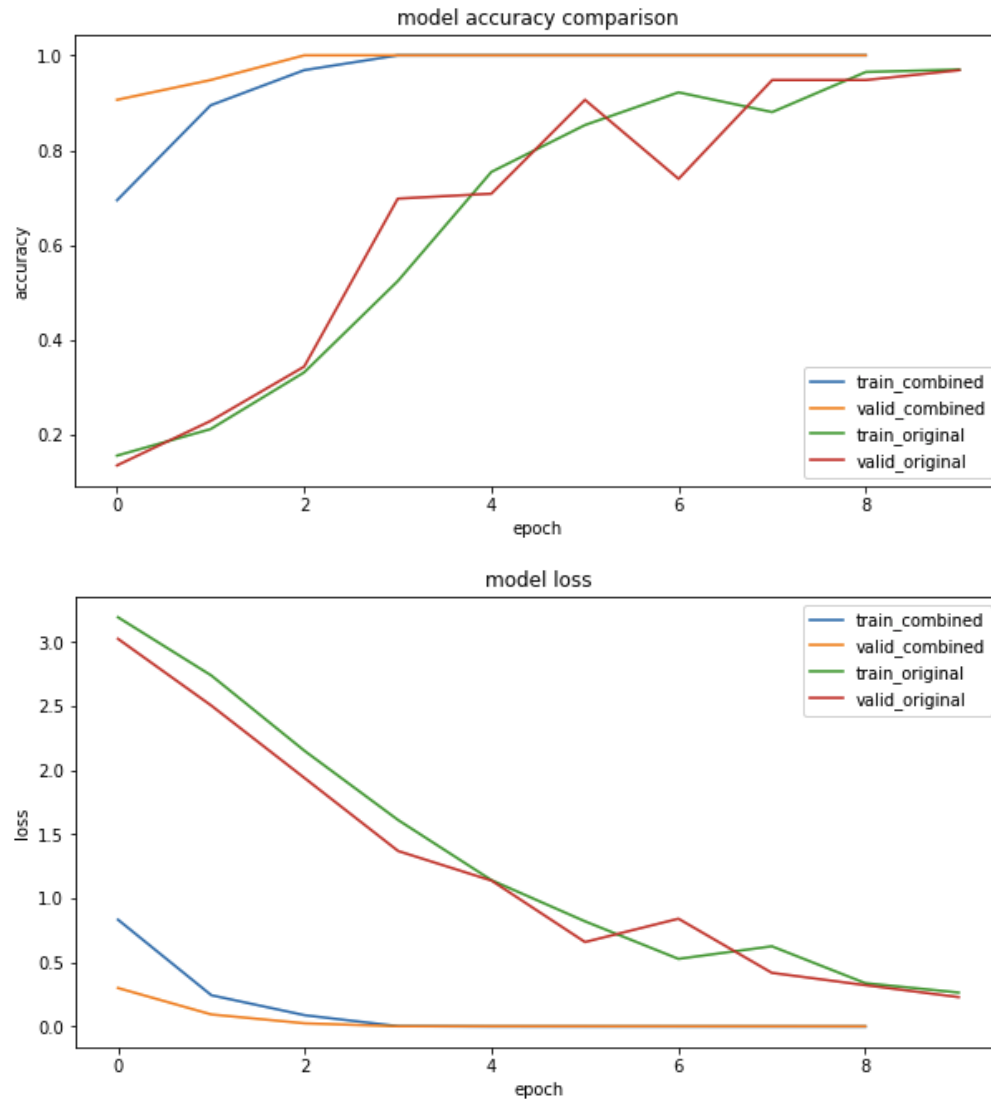 model accuracy comparison
1.0
0.8
0.6
0.4
0.2
accuracy
train_combined
valid_combined
train_original
valid_original
0 2 4 6 8
epoch
model loss
3.0
2.5
2.0
1.5
1.0
0.5
0.0
loss
train_combined
valid_combined
train_original
valid_original
0 2 4 6 8
epoch